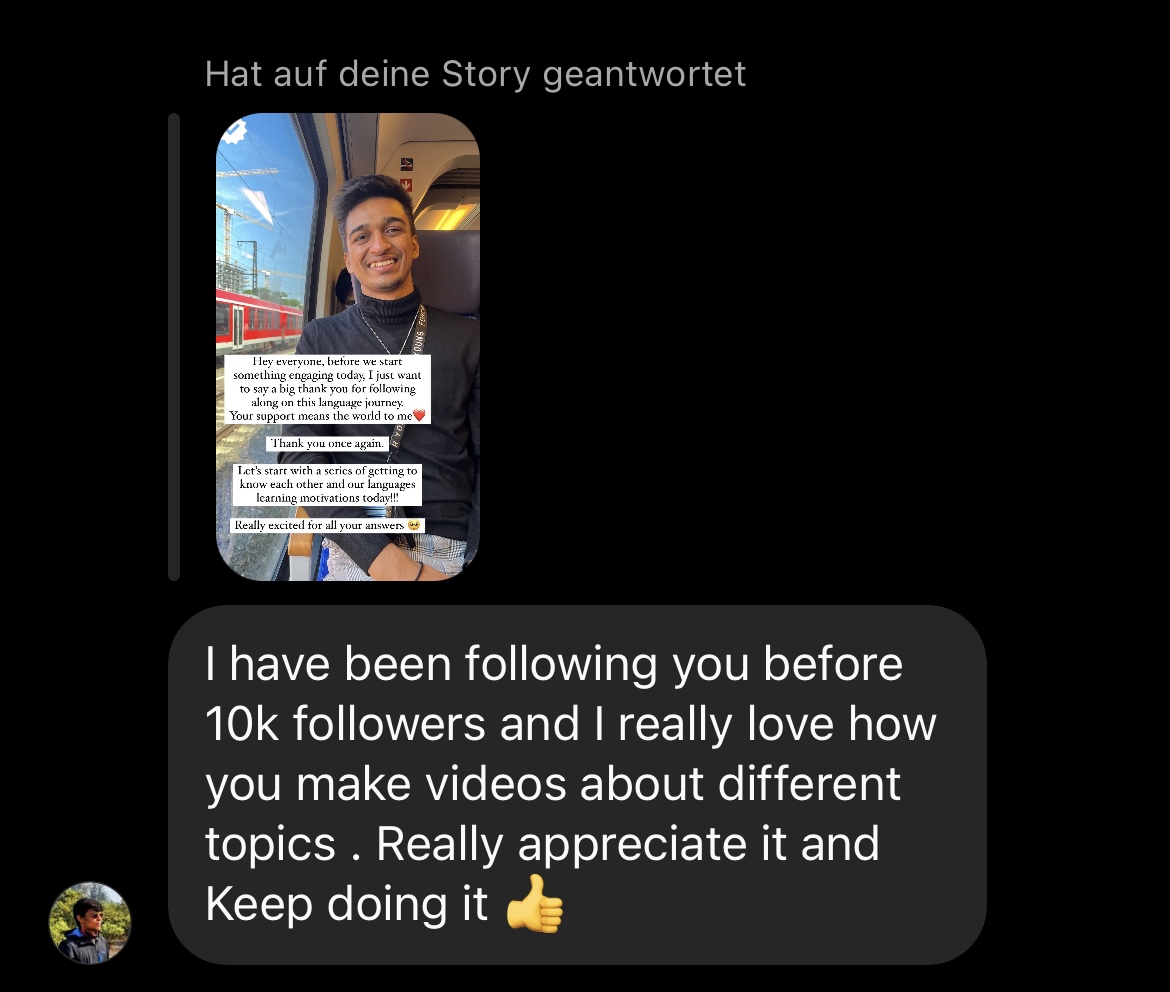 Hat auf deine Story geantwortet
Hey everyone, before we start
something engaging today, I just want
to say a big thank you for following
along on this language journey.
Your support means the world to me❤️
Thank you once again.
Let's start with a series of getting to
know each other and our languages
learning motivations today!!!
Really excited for all your answers 🥹
I have been following you before
10k followers and I really love how
you make videos about different
topics . Really appreciate it and
Keep doing it 👍